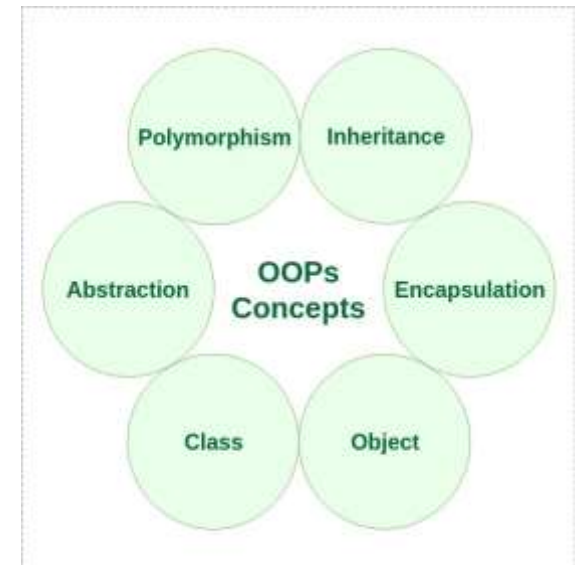 Polymorphism
Inheritance
Abstraction
OOPs
Concepts
Encapsulation
Class
Object